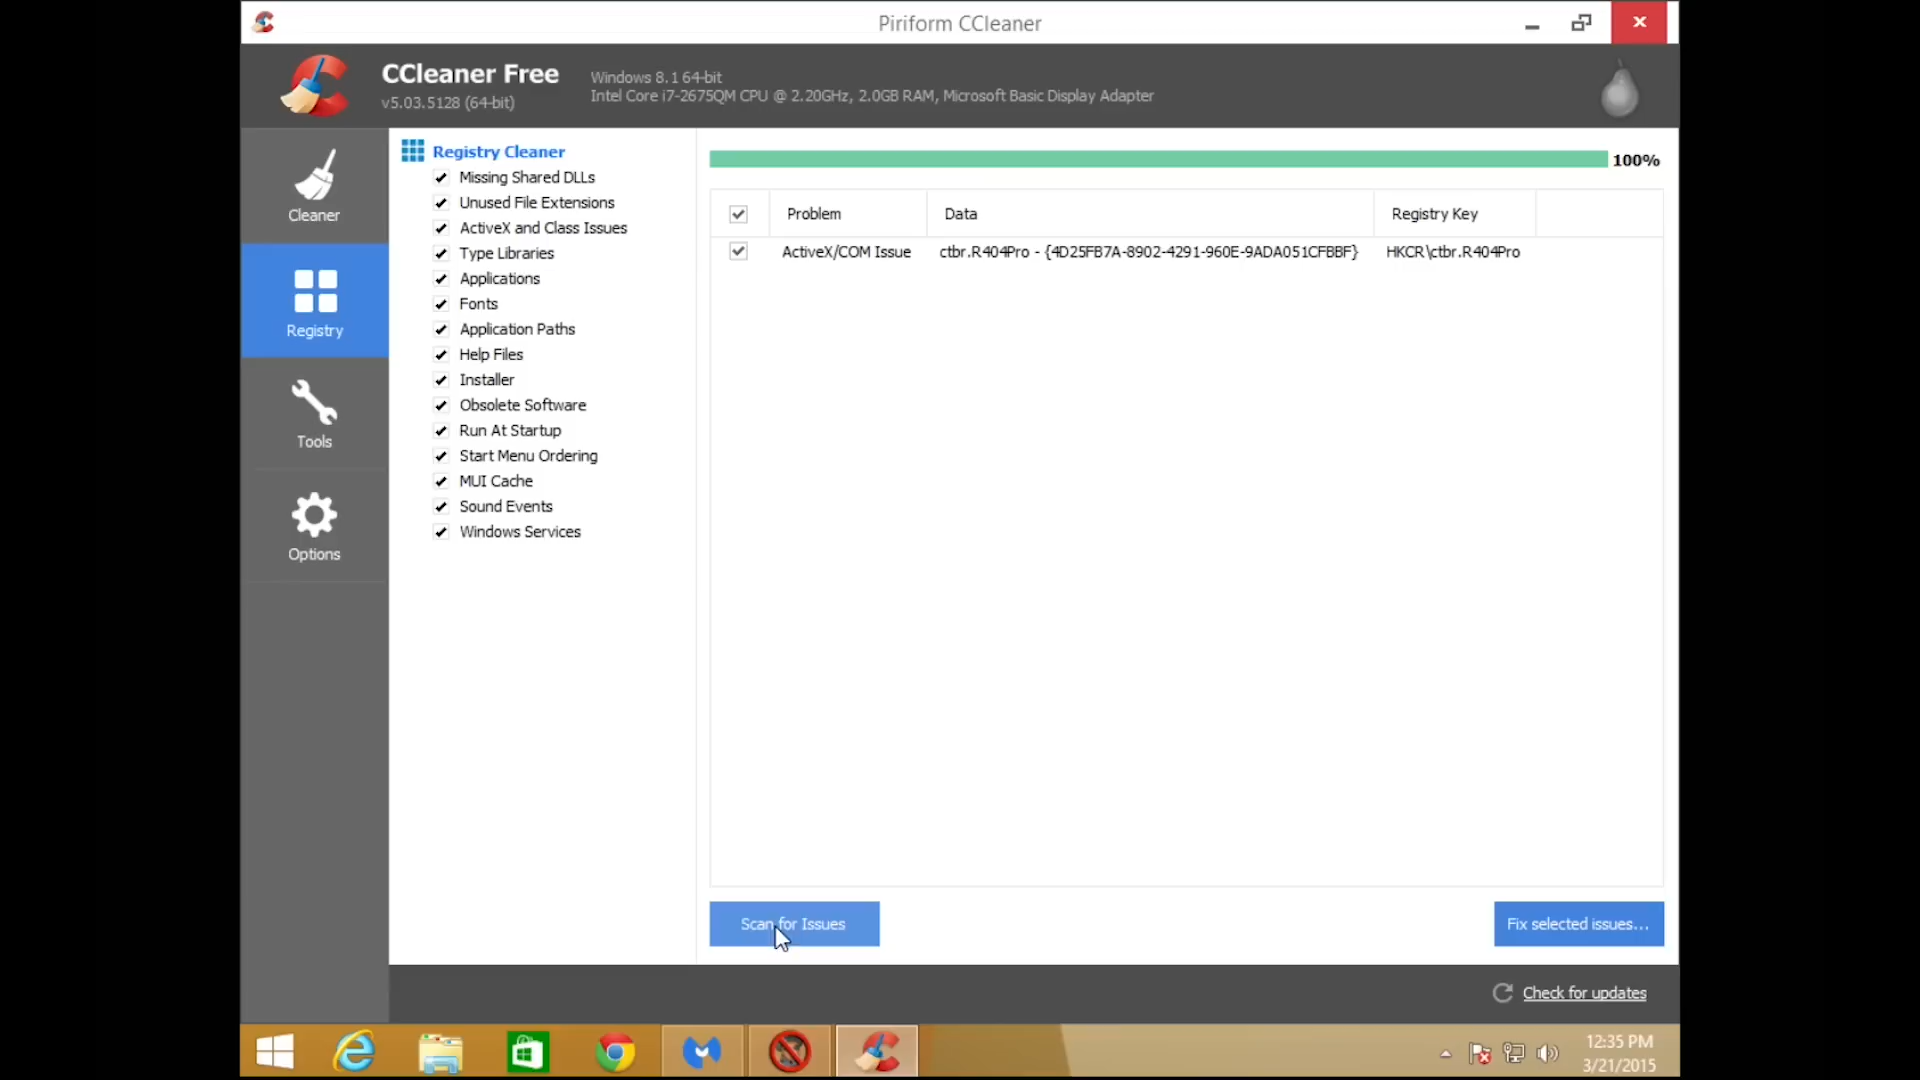 Piriform CCleaner
CCleaner Free
v5.03.5128 (64-bit)
Windows 8.1 64-bit
Intel Core i7-2675QM CPU @ 2.20GHz, 2.0GB RAM, Microsoft Basic Display Adapter
Cleaner
Registry
Tools
Options
Registry Cleaner
Missing Shared DLLs
Unused File Extensions
ActiveX and Class Issues
Type Libraries
Applications
Fonts
Application Paths
Help Files
Installer
Obsolete Software
Run At Startup
Start Menu Ordering
MUI Cache
Sound Events
Windows Services
100%
Problem Data Registry Key
ActiveX/COM Issue ctbr.R404Pro - {4D25FB7A-8902-4291-960E-9ADA051CFBBF} HKCR\ctbr.R404Pro
Scan for Issues
Fix selected issues...
Check for updates
12:35 PM
3/21/2015